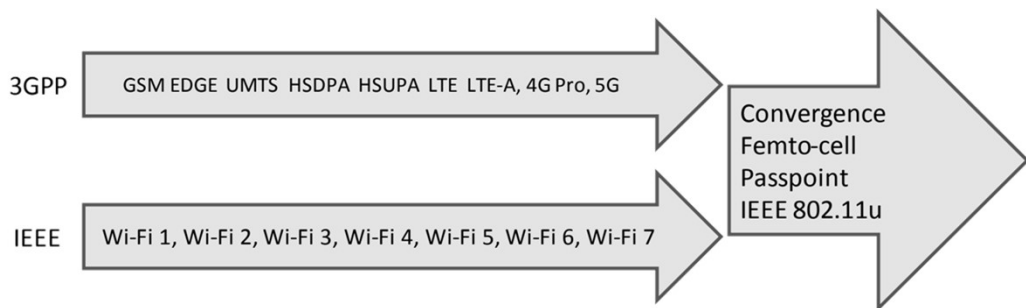 3GPP
GSM EDGE UMTS HSDPA HSUPA LTE LTE-A, 4G Pro, 5G
IEEE
Wi-Fi 1, Wi-Fi 2, Wi-Fi 3, Wi-Fi 4, Wi-Fi 5, Wi-Fi 6, Wi-Fi 7
Convergence
Femto-cell
Passpoint
IEEE 802.11u